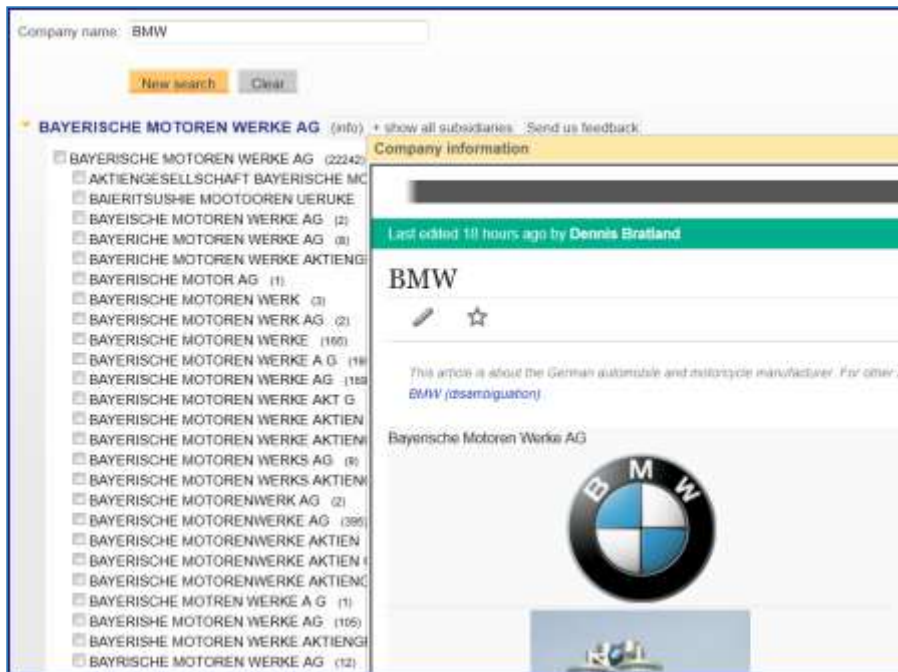 Company name: BMW
New search Clear
BAYERISCHE MOTOREN WERKE AG (info) + show all subsidiaries Send us feedback
BAYERISCHE MOTOREN WERKE AG (22242)
AKTIENGESELLSCHAFT BAYERISCHE MO
BAIERITSUSHIE MOOTOOREN UERUKE
BAYEISCHE MOTOREN WERKE AG (2)
BAYERICHE MOTOREN WERKE AG (8)
BAYERICHE MOTOREN WERKE AKTIENG
BAYERISCHE MOTOR AG (1)
BAYERISCHE MOTOREN WERK (3)
BAYERISCHE MOTOREN WERK AG (2)
BAYERISCHE MOTOREN WERKE (166)
BAYERISCHE MOTOREN WERKE A G
BAYERISCHE MOTOREN WERKE AG
BAYERISCHE MOTOREN WERKE AKT G
BAYERISCHE MOTOREN WERKE AKTIEN
BAYERISCHE MOTOREN WERKE AKTIEN
BAYERISCHE MOTOREN WERKS AG (9)
BAYERISCHE MOTOREN WERKS AKTIEN
BAYERISCHE MOTORENWERK AG (2)
BAYERISCHE MOTORENWERKE AG (395)
BAYERISCHE MOTORENWERKE AKTIEN
BAYERISCHE MOTORENWERKE AKTIEN
BAYERISCHE MOTORENWERKE AKTIENG
BAYERISCHE MOTREN WERKE A G (1)
BAYERISHE MOTOREN WERKE AG (105)
BAYERISHE MOTOREN WERKE AKTIENG
BAYRISCHE MOTOREN WERKE AG (12)
Company information
Last edited 18 hours ago by Dennis Bratland
BMW
This article is about the German automobile and motorcycle manufacturer. For other
BMW (disambiguation)
Bayerische Motoren Werke AG
BMW